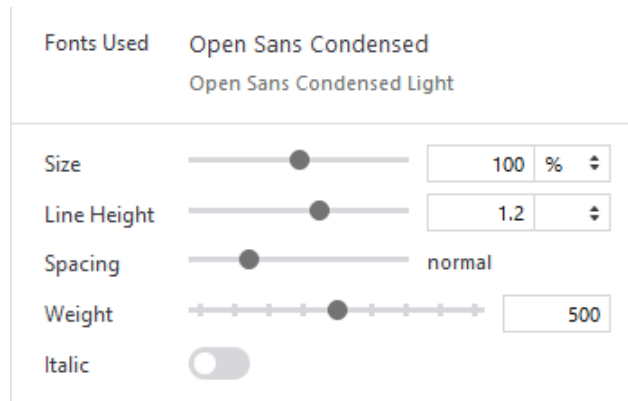 Fonts Used Open Sans Condensed
Open Sans Condensed Light
Size 100 %
Line Height 1.2
Spacing normal
Weight 500
Italic